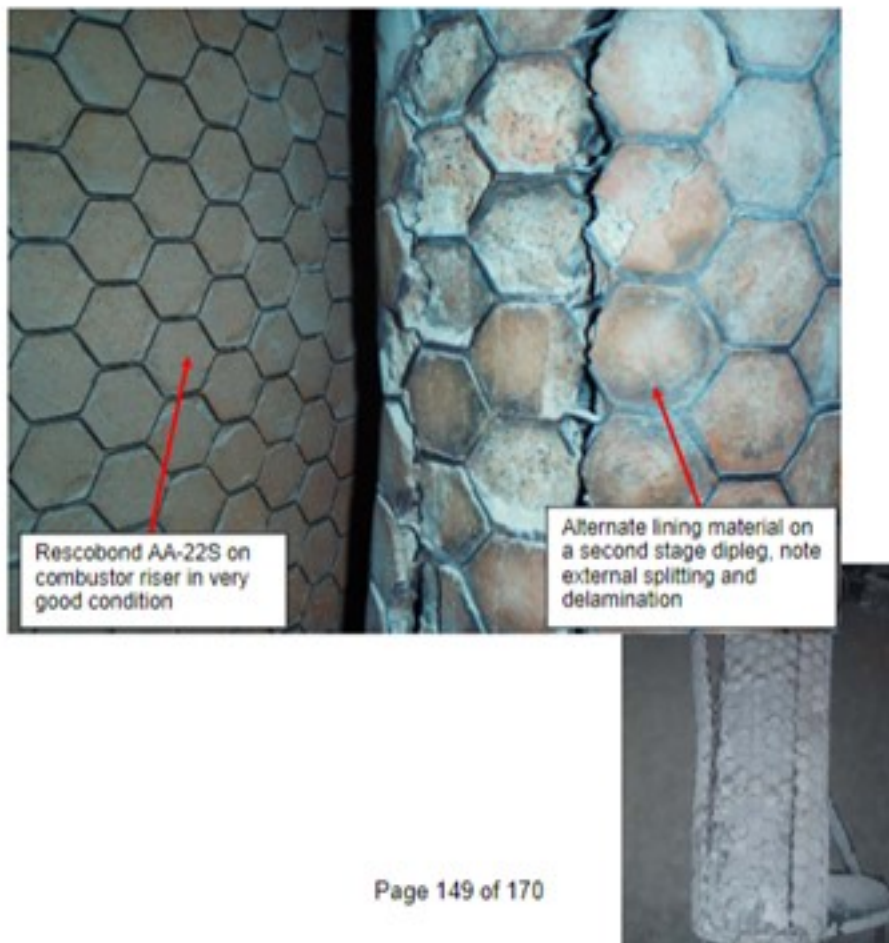 Rescobond AA-22S on
combustor riser in very
good condition
Alternate lining material on
a second stage dipleg, note
external splitting and
delamination
Page 149 of 170